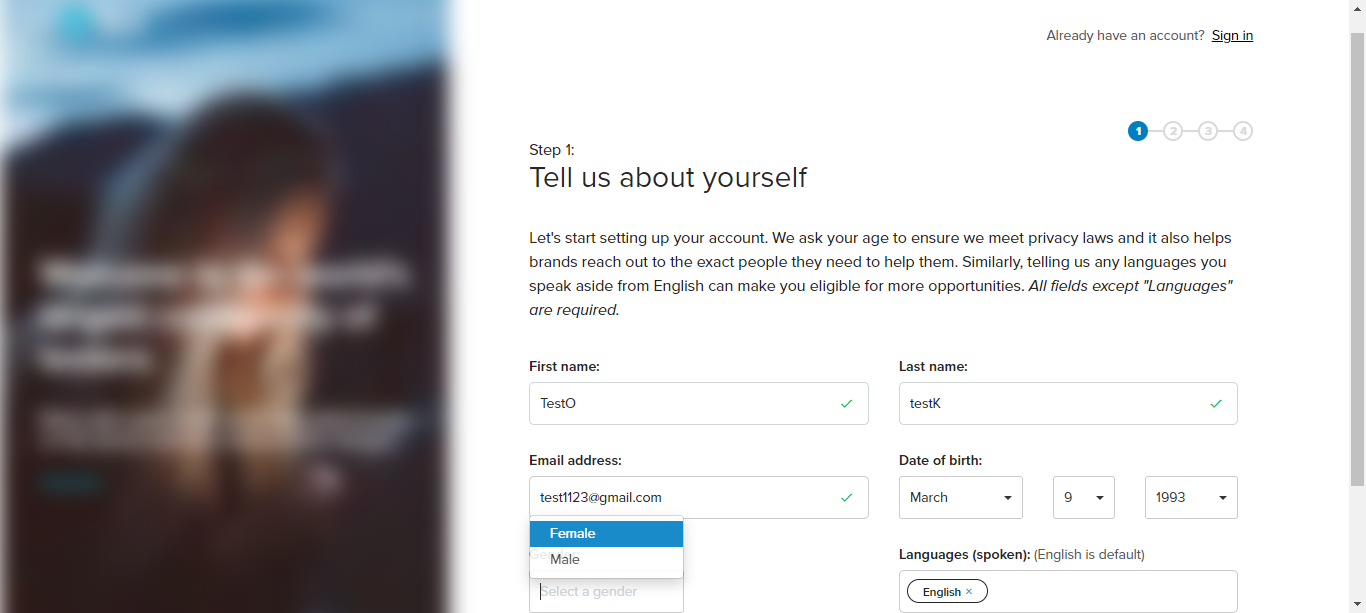 Already have an account? Sign in
1 2 3 4
Step 1:
Tell us about yourself
Let's start setting up your account. We ask your age to ensure we meet privacy laws and it also helps
brands reach out to the exact people they need to help them. Similarly, telling us any languages you
speak aside from English can make you eligible for more opportunities. All fields except "Languages"
are required.
First name:
Last name:
TestO
testK
Email address:
Date of birth:
test1123@gmail.com
March
9
1993
Female
Male
Languages (spoken): (English is default)
Select a gender
English ×